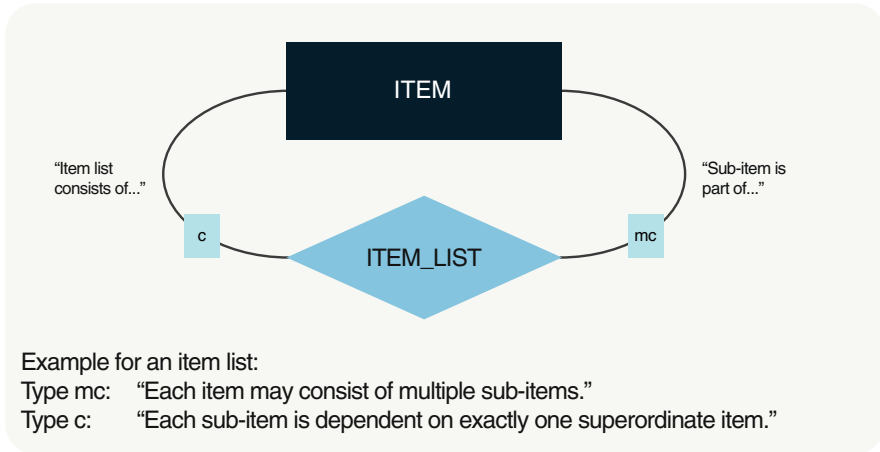 ITEM
“Item list
consists of...”
“Sub-item is
part of...”
c
ITEM_LIST
mc
Example for an item list:
Type mc: “Each item may consist of multiple sub-items.”
Type c: “Each sub-item is dependent on exactly one superordinate item.”